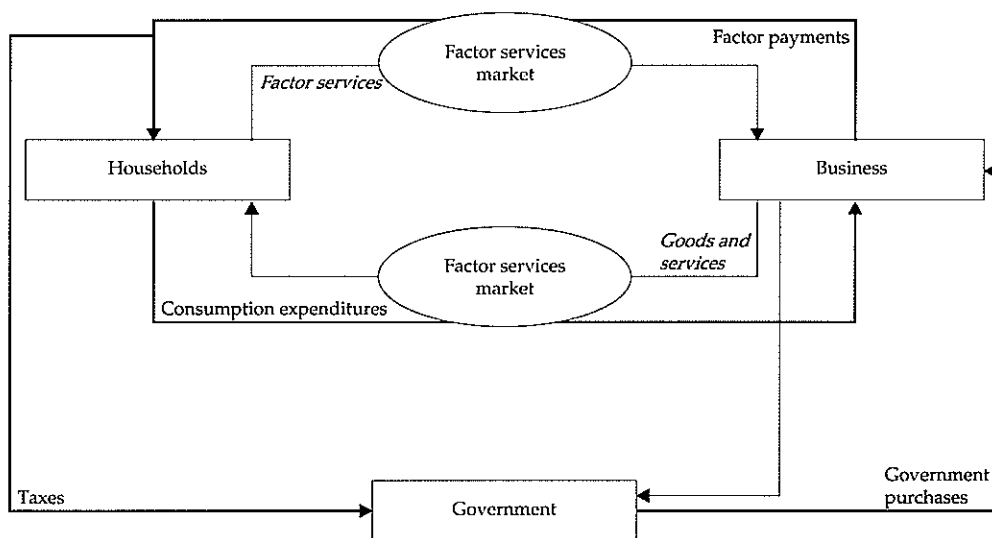 Factor services
market
Factor payments
Factor services
Households
Business
Factor services
market
Goods and
services
Consumption expenditures
Taxes
Government
Government
purchases